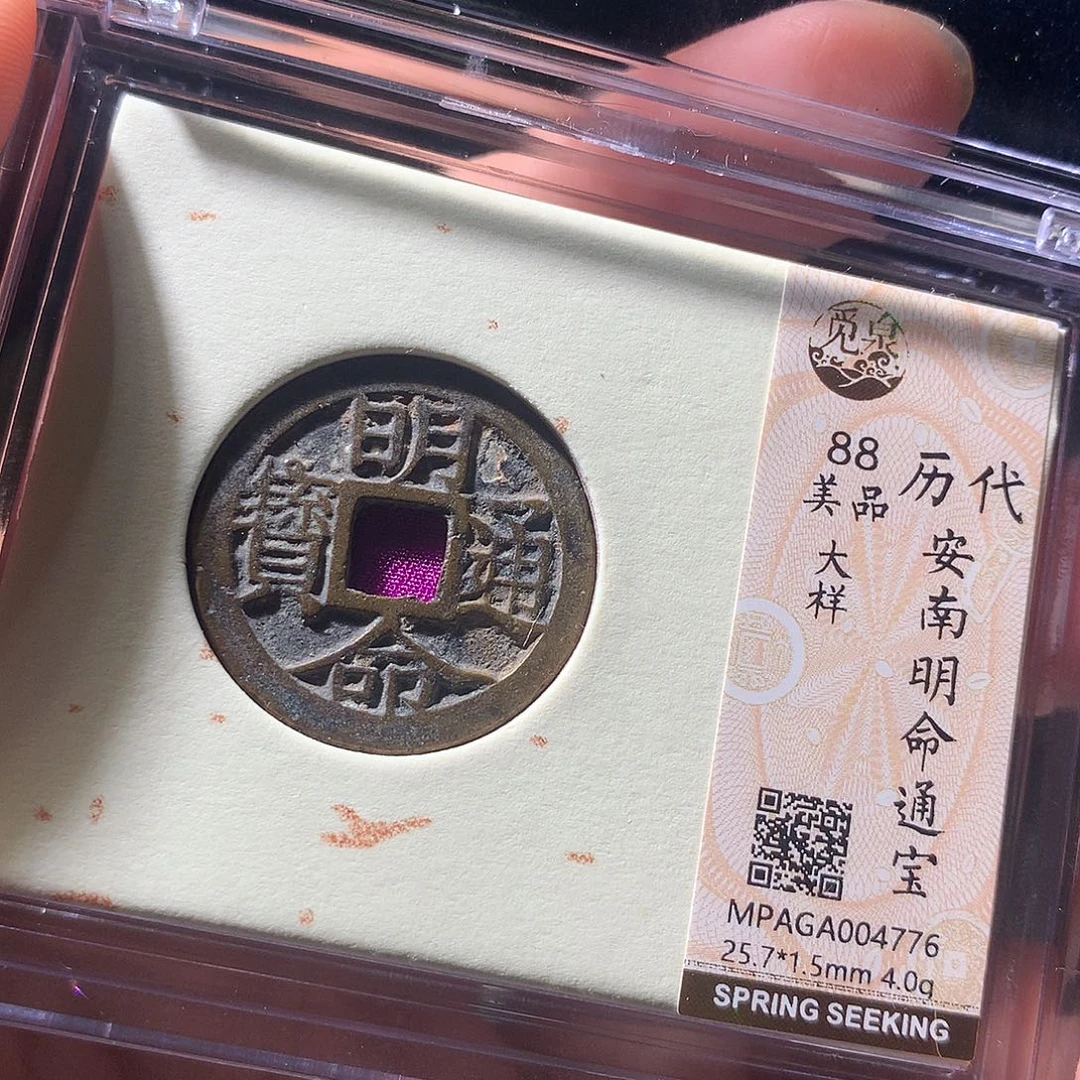 明命通寳
觅泉
88
美品
大样
历代
安南明命通宝
MPAGA004776
25.7*1.5mm 4.0g
SPRING SEEKING